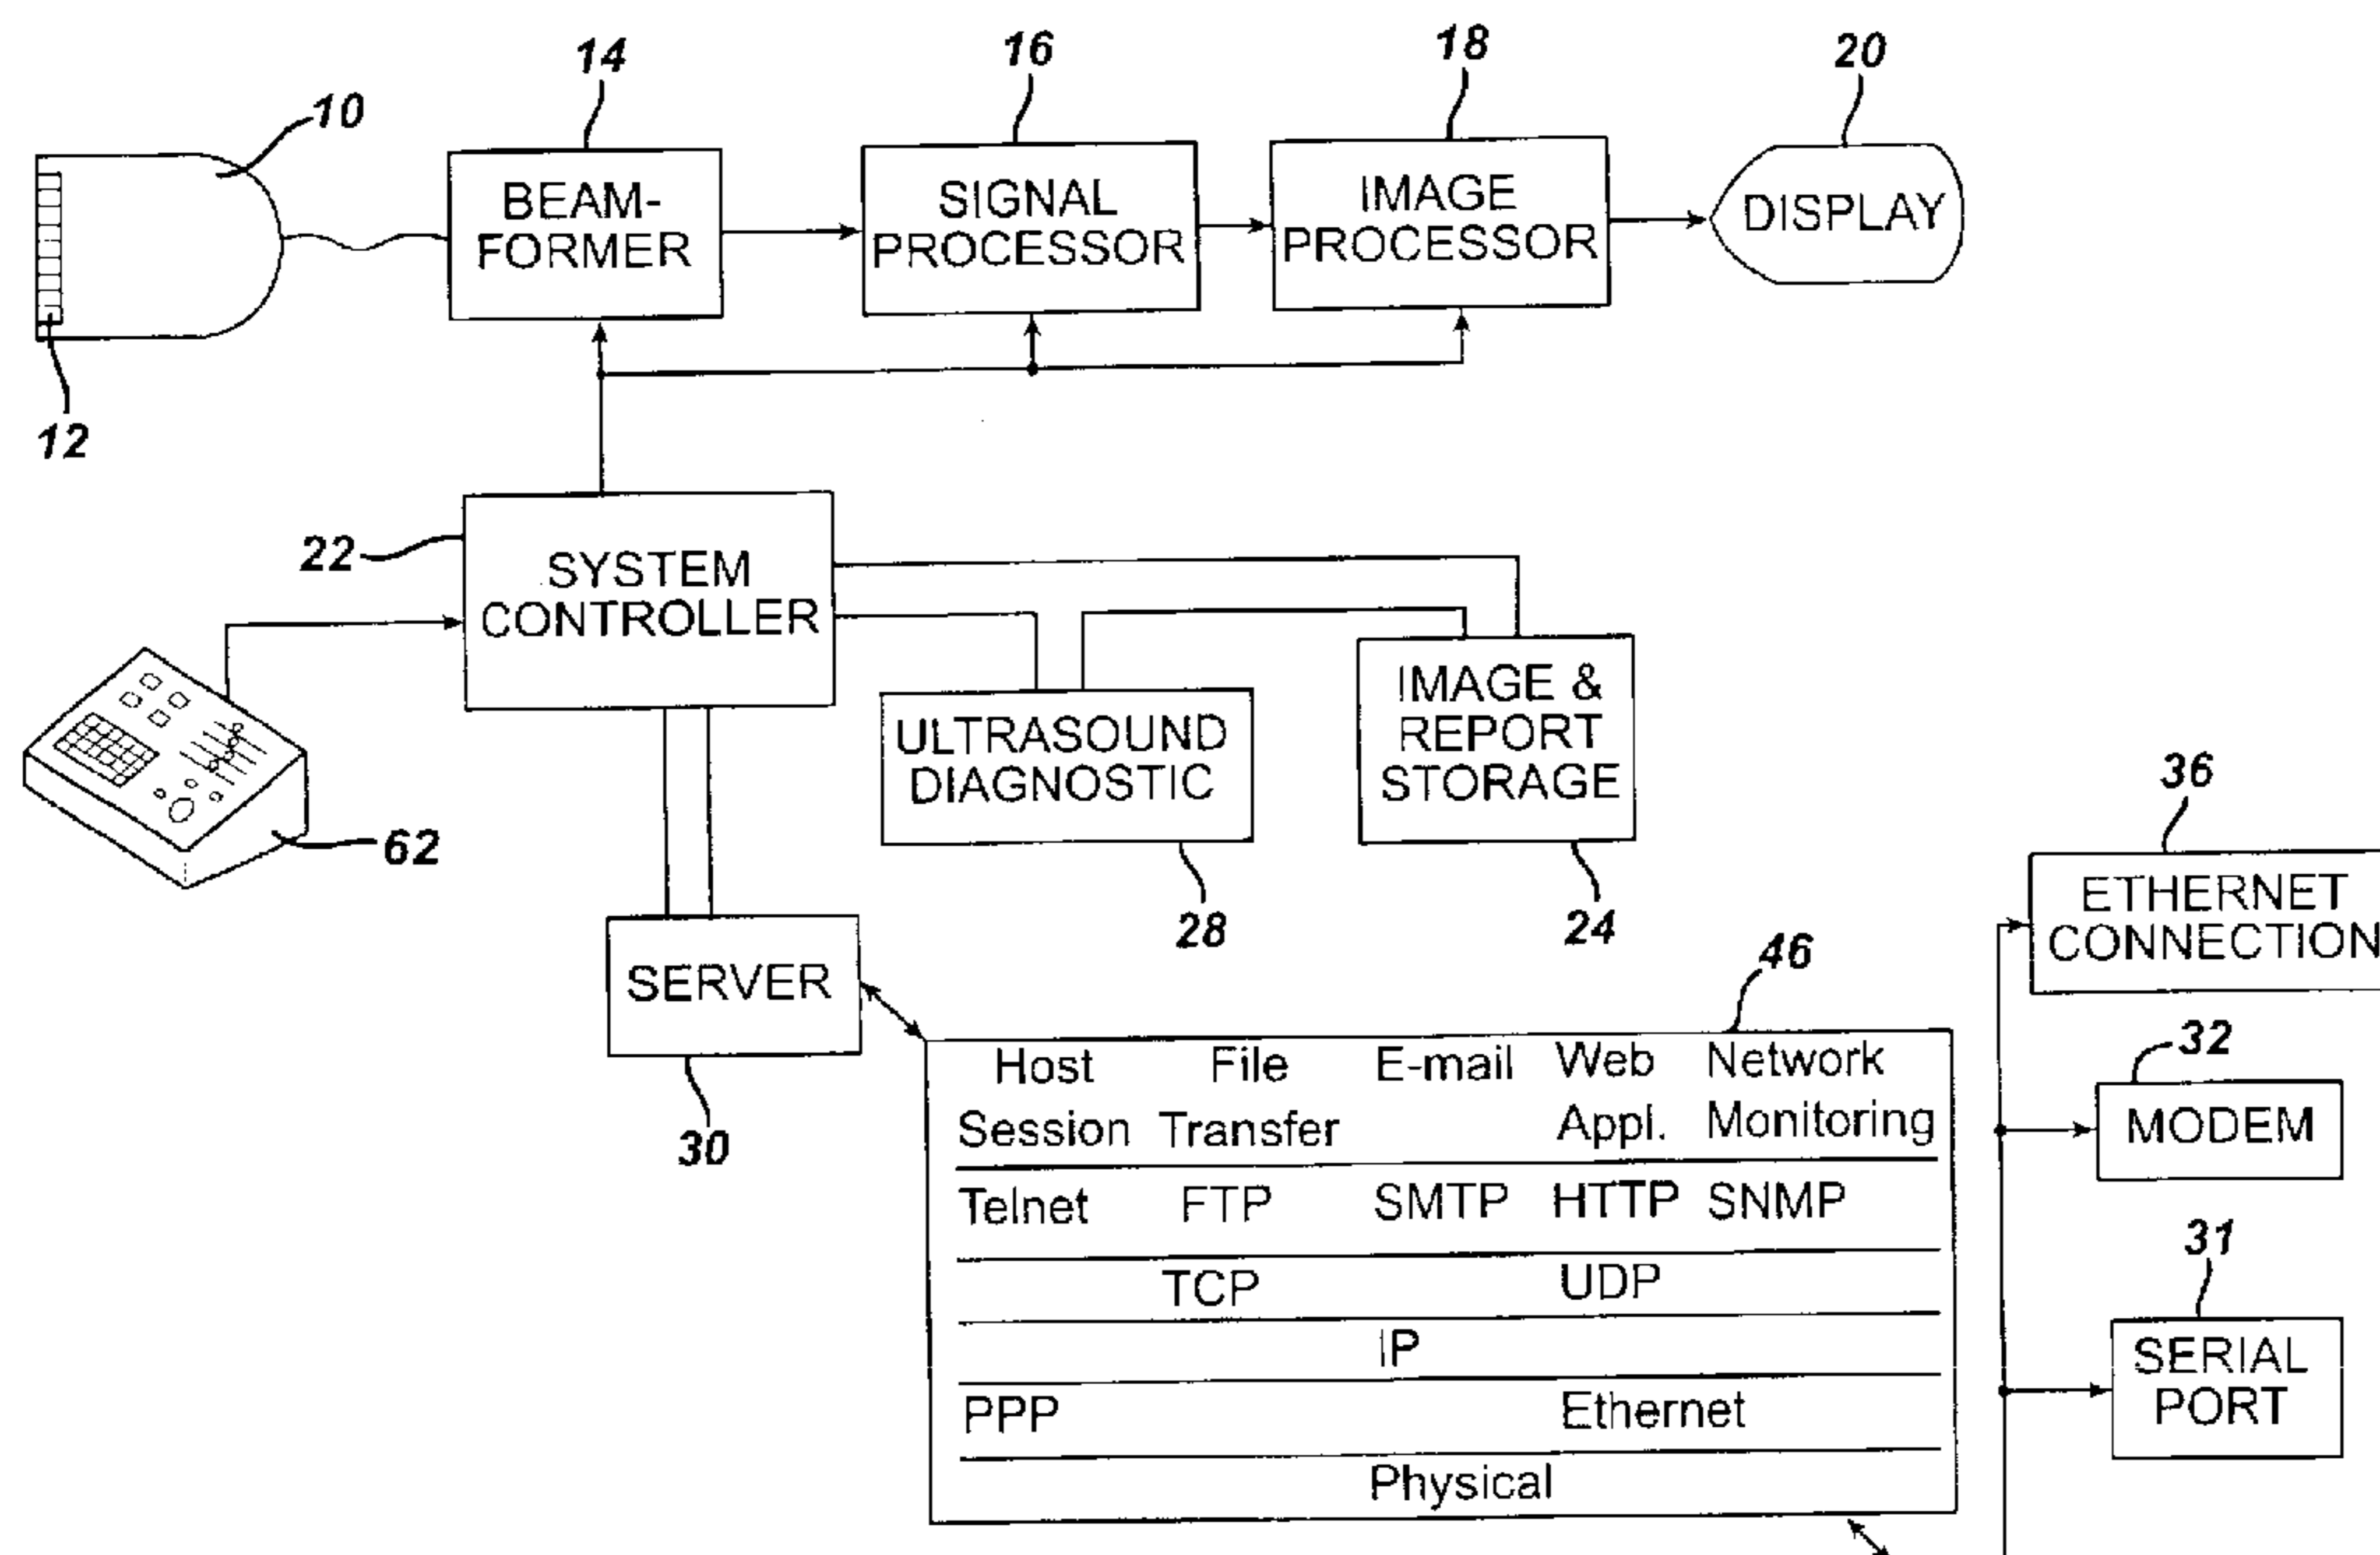 14
16
18
20
10
BEAM-
FORMER
SIGNAL
PROCESSOR
IMAGE
PROCESSOR
DISPLAY
12
22
SYSTEM
CONTROLLER
62
ULTRASOUND
DIAGNOSTIC
28
IMAGE &
REPORT
STORAGE
24
SERVER
30
46
Host File E-mail Web Network
Session Transfer Appl. Monitoring
Telnet FTP SMTP HTTP SNMP
TCP UDP
IP
PPP Ethernet
Physical
36
ETHERNET
CONNECTION
32
MODEM
31
SERIAL
PORT